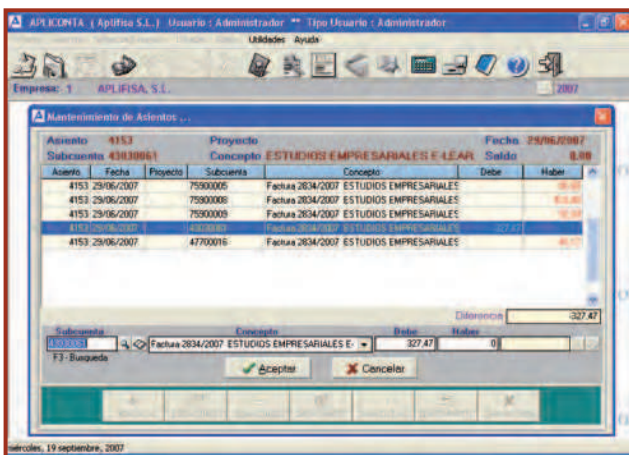 APLICONTA ( Aplifisa S.L.) Usuario : Administrador ** Tipo Usuario : Administrador
Utilidades Ayuda
Empresa: 1 APLIFISA, S.L. 2007
Mantenimiento de Asientos ...
Asiento 4153 Proyecto Fecha 29/06/2007
Subcuenta 43030061 Concepto ESTUDIOS EMPRESARIALES E-LEAR Saldo 0.00
Asiento Fecha Proyecto Subcuenta Concepto Debe Haber
4153 29/06/2007 75900005 Factura 2834/2007 ESTUDIOS EMPRESARIALES
4153 29/06/2007 75900008 Factura 2834/2007 ESTUDIOS EMPRESARIALES
4153 29/06/2007 75900009 Factura 2834/2007 ESTUDIOS EMPRESARIALES
4153 29/06/2007 43030061 Factura 2834/2007 ESTUDIOS EMPRESARIALES 327.47
4153 29/06/2007 47700016 Factura 2834/2007 ESTUDIOS EMPRESARIALES
Diferencia -327.47
Subcuenta Concepto Debe Haber
43030061 Factura 2834/2007 ESTUDIOS EMPRESARIALES E- 327,47 0
F3 - Busqueda
Aceptar Cancelar
miércoles, 19 septiembre, 2007